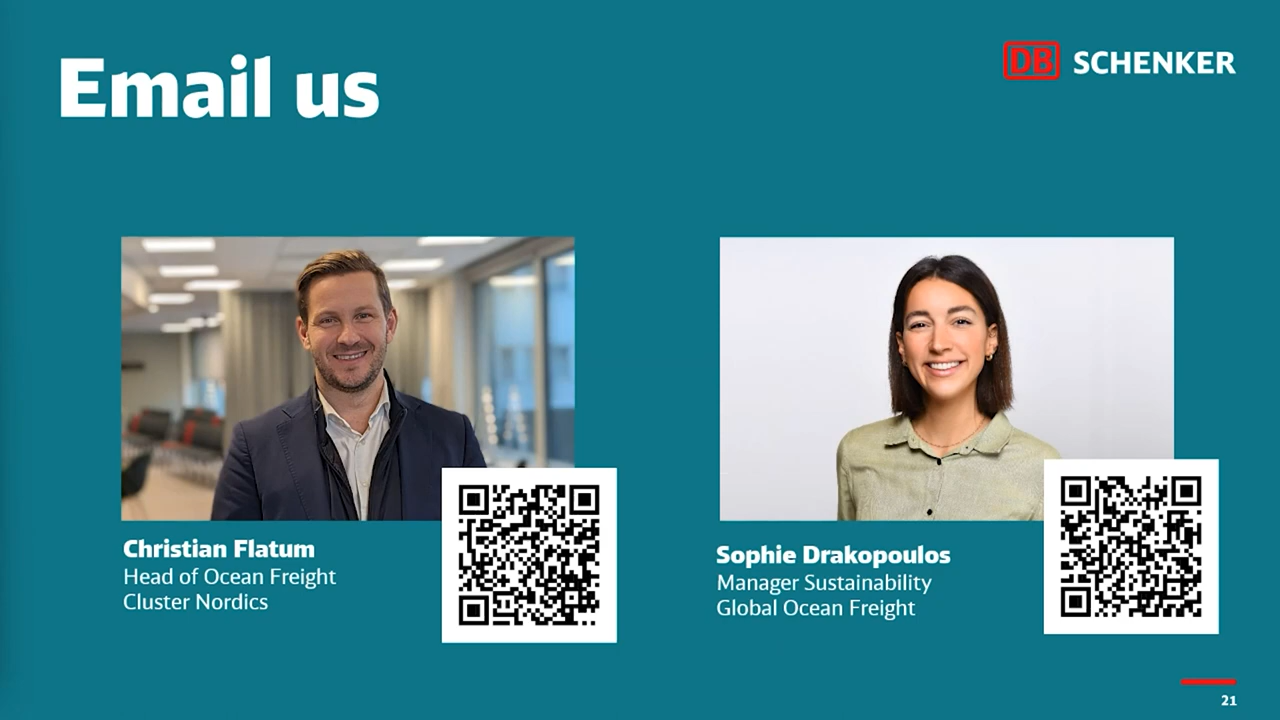 Email us
DB SCHENKER
Christian Flatum
Head of Ocean Freight
Cluster Nordics
Sophie Drakopoulos
Manager Sustainability
Global Ocean Freight
21